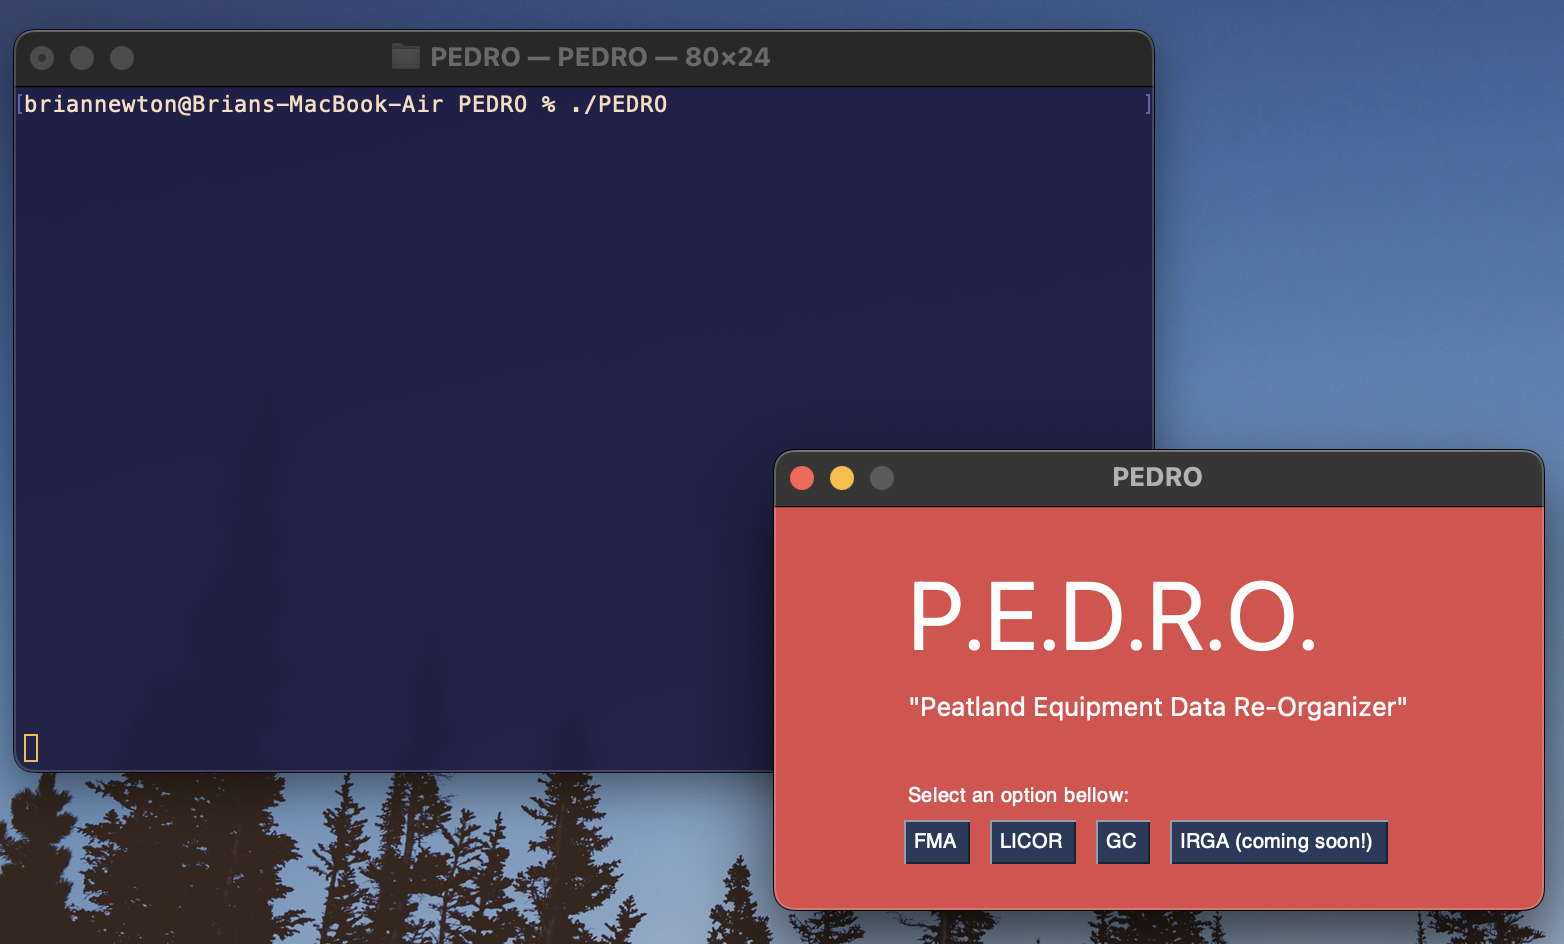 PEDRO — PEDRO — 80×24
[briannewton@Brians-MacBook-Air PEDRO % ./PEDRO ]
PEDRO
P.E.D.R.O.
"Peatland Equipment Data Re-Organizer"
Select an option bellow:
FMA LICOR GC IRGA (coming soon!)